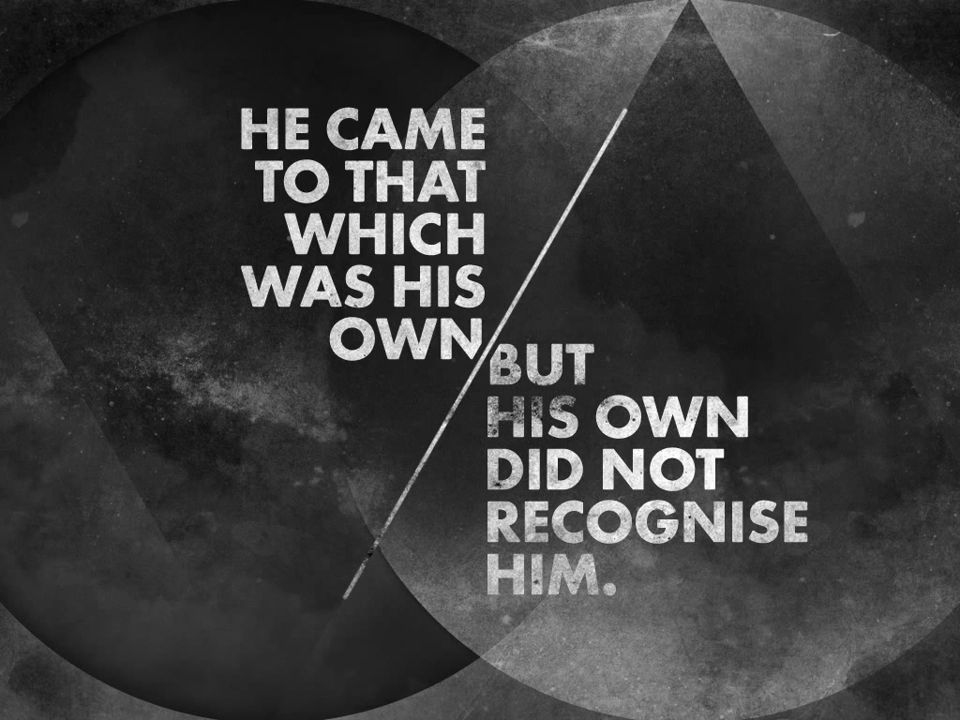 HE CAME
TO THAT
WHICH
WAS HIS
OWN
BUT
HIS OWN
DID NOT
RECOGNISE
HIM.